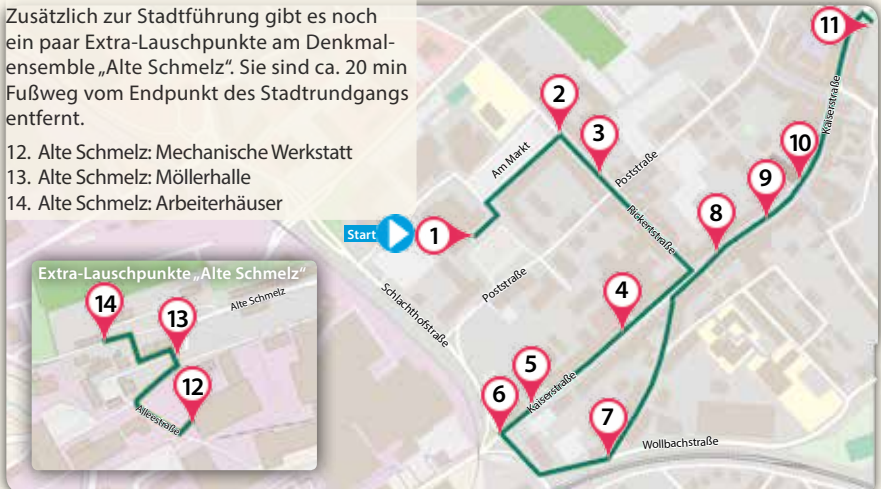 Zusätzlich zur Stadtführung gibt es noch
ein paar Extra-Lauschpunkte am Denkmal-
ensemble „Alte Schmelz“. Sie sind ca. 20 min
Fußweg vom Endpunkt des Stadtrundgangs
entfernt.
12. Alte Schmelz: Mechanische Werkstatt
13. Alte Schmelz: Möllerhalle
14. Alte Schmelz: Arbeiterhäuser
Start
1
2
3
4
5
6
7
8
9
10
11
Am Markt
Poststraße
Rickertstraße
Poststraße
Schlachthofstraße
Kaiserstraße
Kaiserstraße
Wollbachstraße
Extra-Lauschpunkte „Alte Schmelz“
14
13
12
Alte Schmelz
Alleestraße